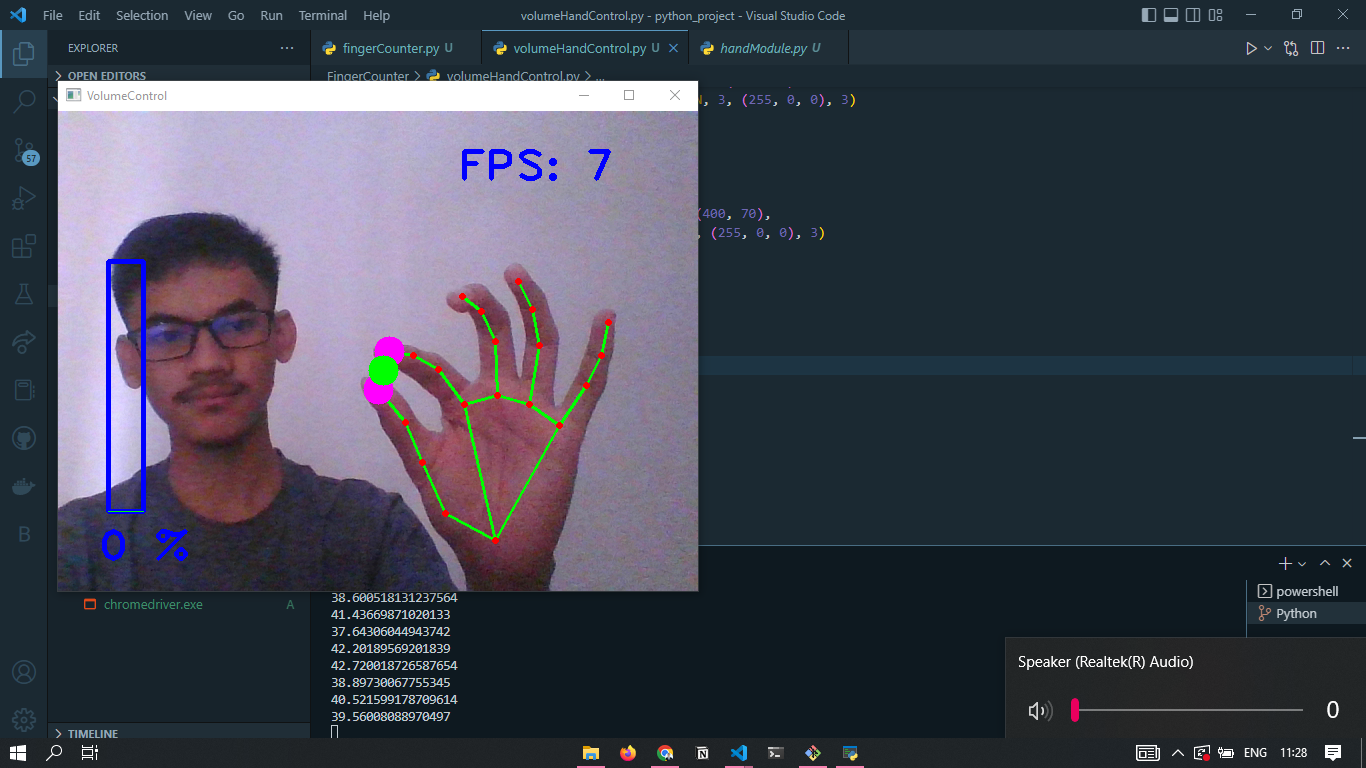 File Edit Selection View Go Run Terminal Help volumeHandControl.py - python_project - Visual Studio Code
EXPLORER ··· fingerCounter.py U volumeHandControl.py U handModule.py U
OPEN EDITORS FingerCounter > volumeHandControl.py > ...
VolumeControl
, 3, (255, 0, 0), 3)
FPS: 7
57
(400, 70),
, (255, 0, 0), 3)
0 %
B
chromedriver.exe A
38.600518131237564
41.43669871020133
37.64306044943742
42.20189569201839
42.720018726587654
38.89730067755345
40.521599178709614
39.56008088970497
powershell
Python
Speaker (Realtek(R) Audio)
0
TIMELINE
ENG 11:28